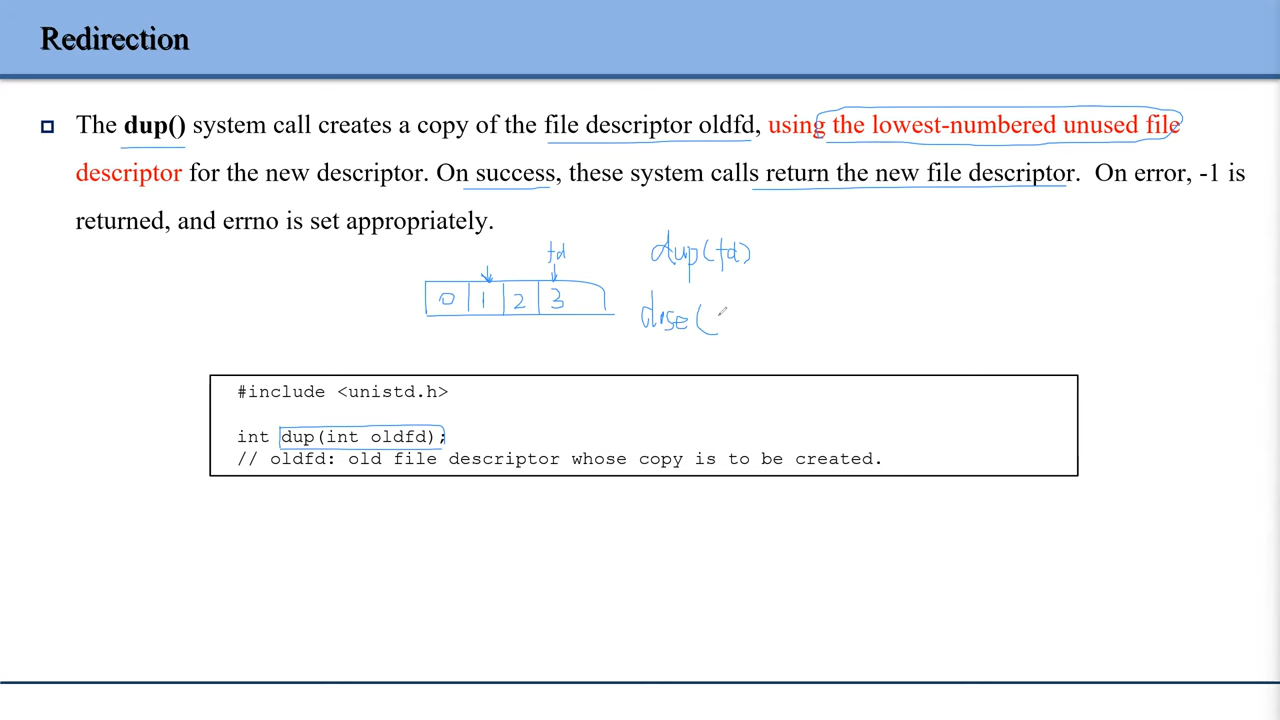 Redirection
The dup() system call creates a copy of the file descriptor oldfd, using the lowest-numbered unused file
descriptor for the new descriptor. On success, these system calls return the new file descriptor. On error, -1 is
returned, and errno is set appropriately.
fd
dup(fd)
0 1 2 3
close (
#include <unistd.h>
int dup(int oldfd);
// oldfd: old file descriptor whose copy is to be created.